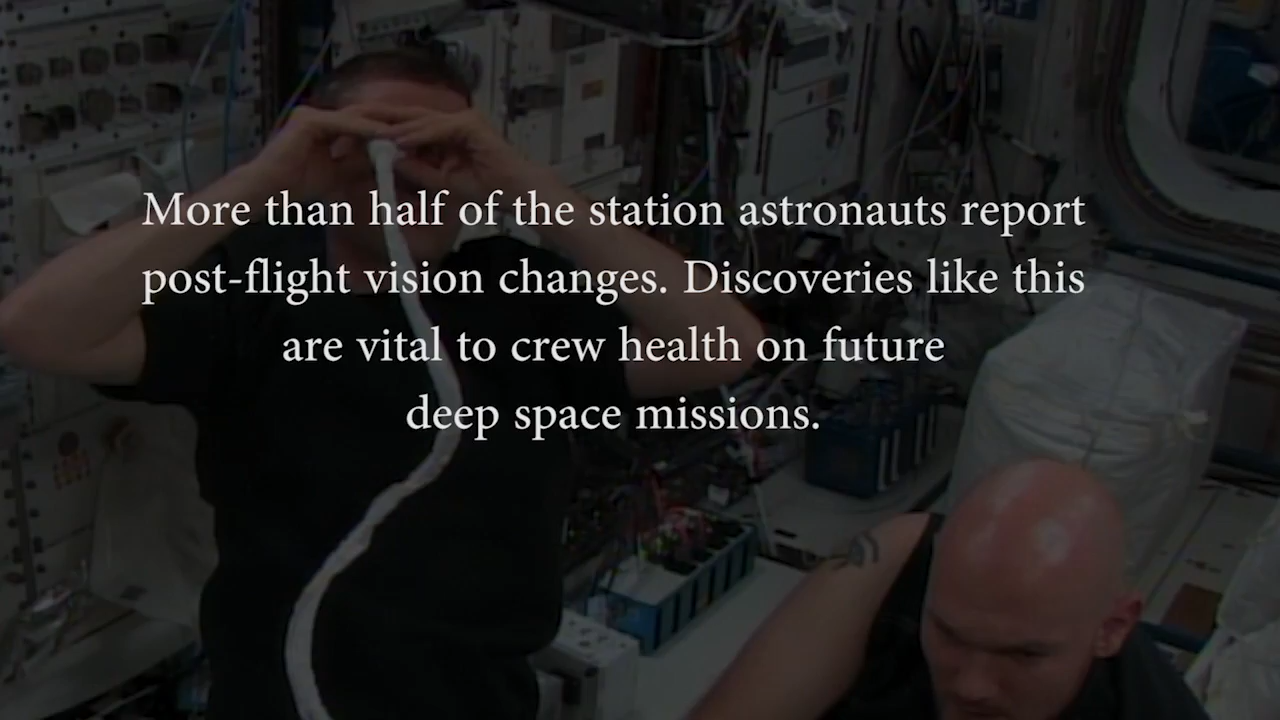 More than half of the station astronauts report
post-flight vision changes. Discoveries like this
are vital to crew health on future
deep space missions.